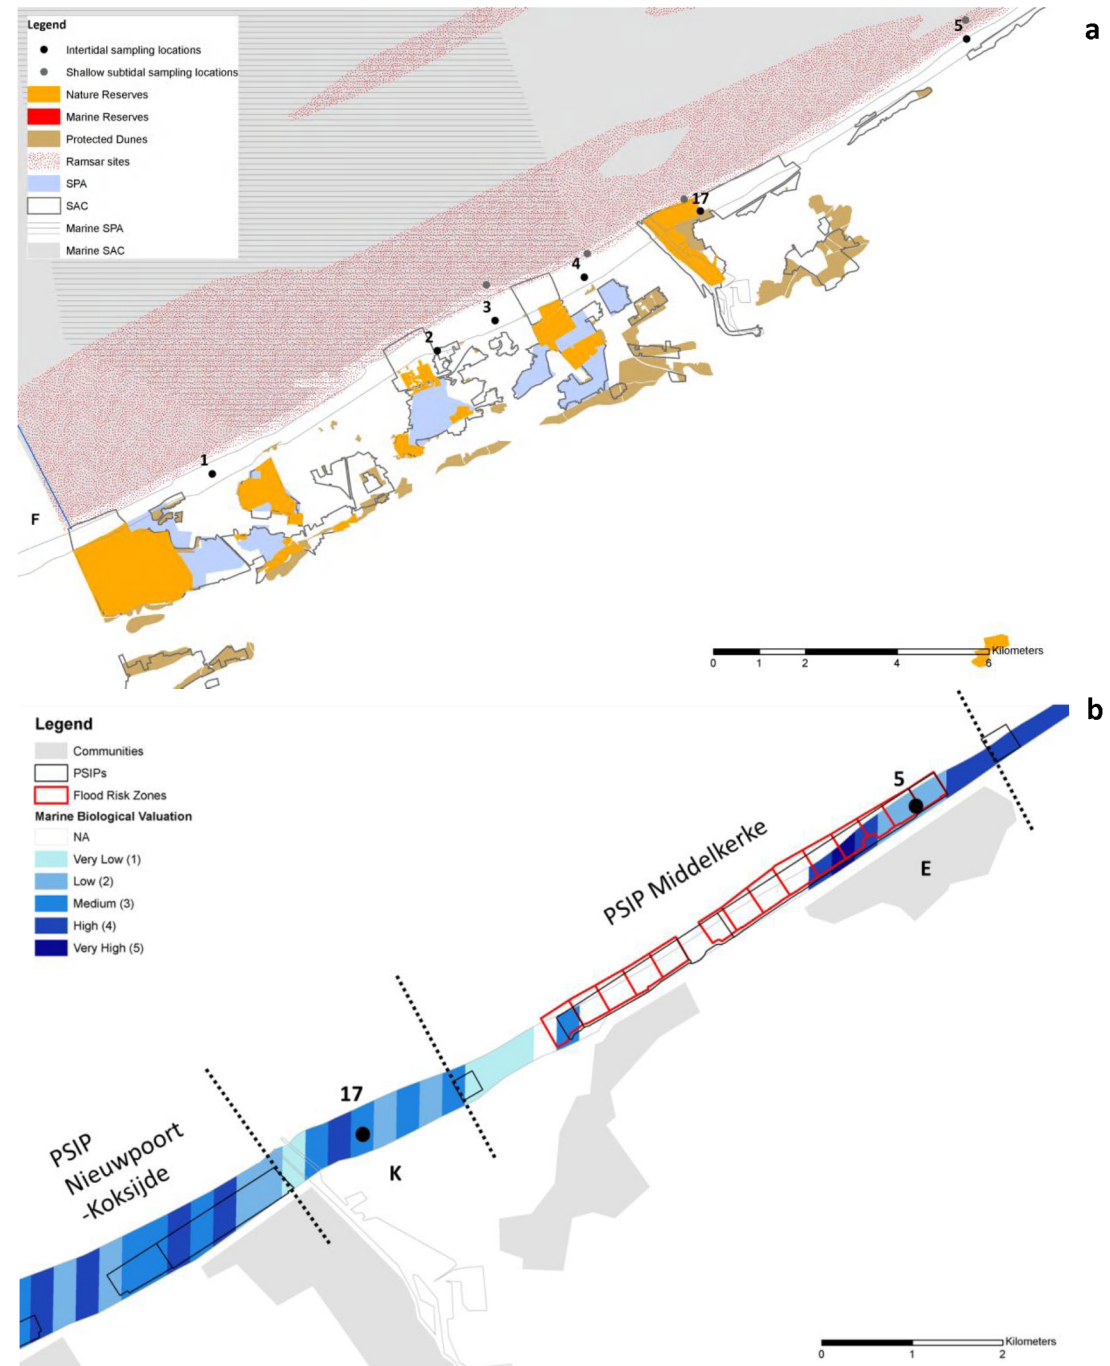 a
Legend
Intertidal sampling locations
Shallow subtidal sampling locations
Nature Reserves
Marine Reserves
Protected Dunes
Ramsar sites
SPA
SAC
Marine SPA
Marine SAC
5
17
4
3
2
1
F
Kilometers
0 1 2 4 6
b
Legend
Communities
PSIPs
Flood Risk Zones
Marine Biological Valuation
NA
Very Low (1)
Low (2)
Medium (3)
High (4)
Very High (5)
5
E
PSIP Middelkerke
17
K
PSIP
Nieuwpoort
-Koksijde
Kilometers
0 1 2